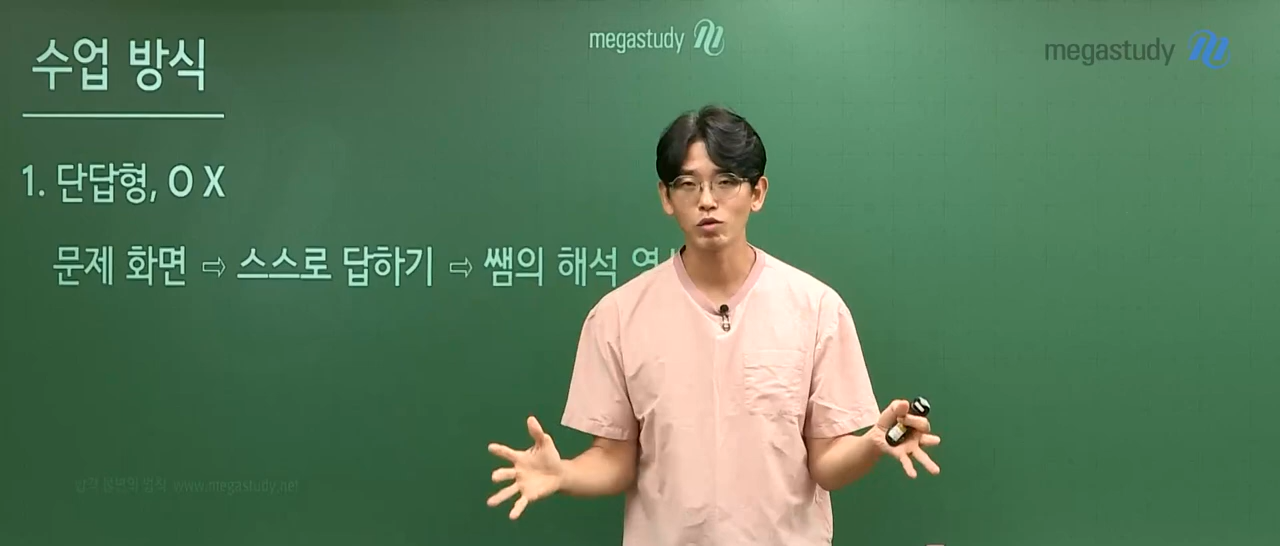 수업 방식
megastudy
megastudy
1. 단답형, O X
문제 화면 ⇨ 스스로 답하기 ⇨ 쌤의 해석
www.megastudy.net